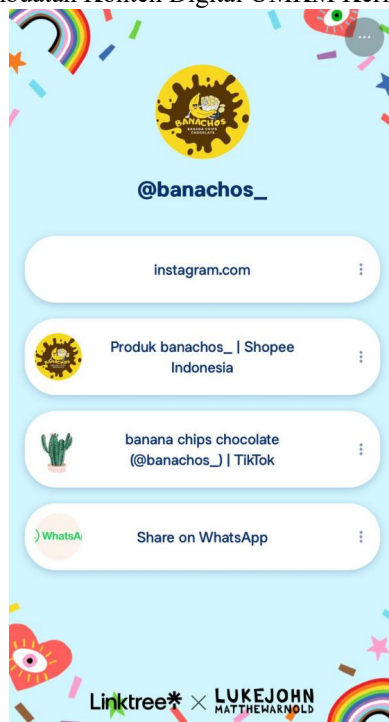 @banachos_
BANACHOS
BANANA CHIPS
CHOCOLATE
instagram.com
Produk banachos_ | Shopee
Indonesia
banana chips chocolate
(@banachos_) | TikTok
Share on WhatsApp
Linktree* × LUKEJOHN
MATTHEWARNOLD